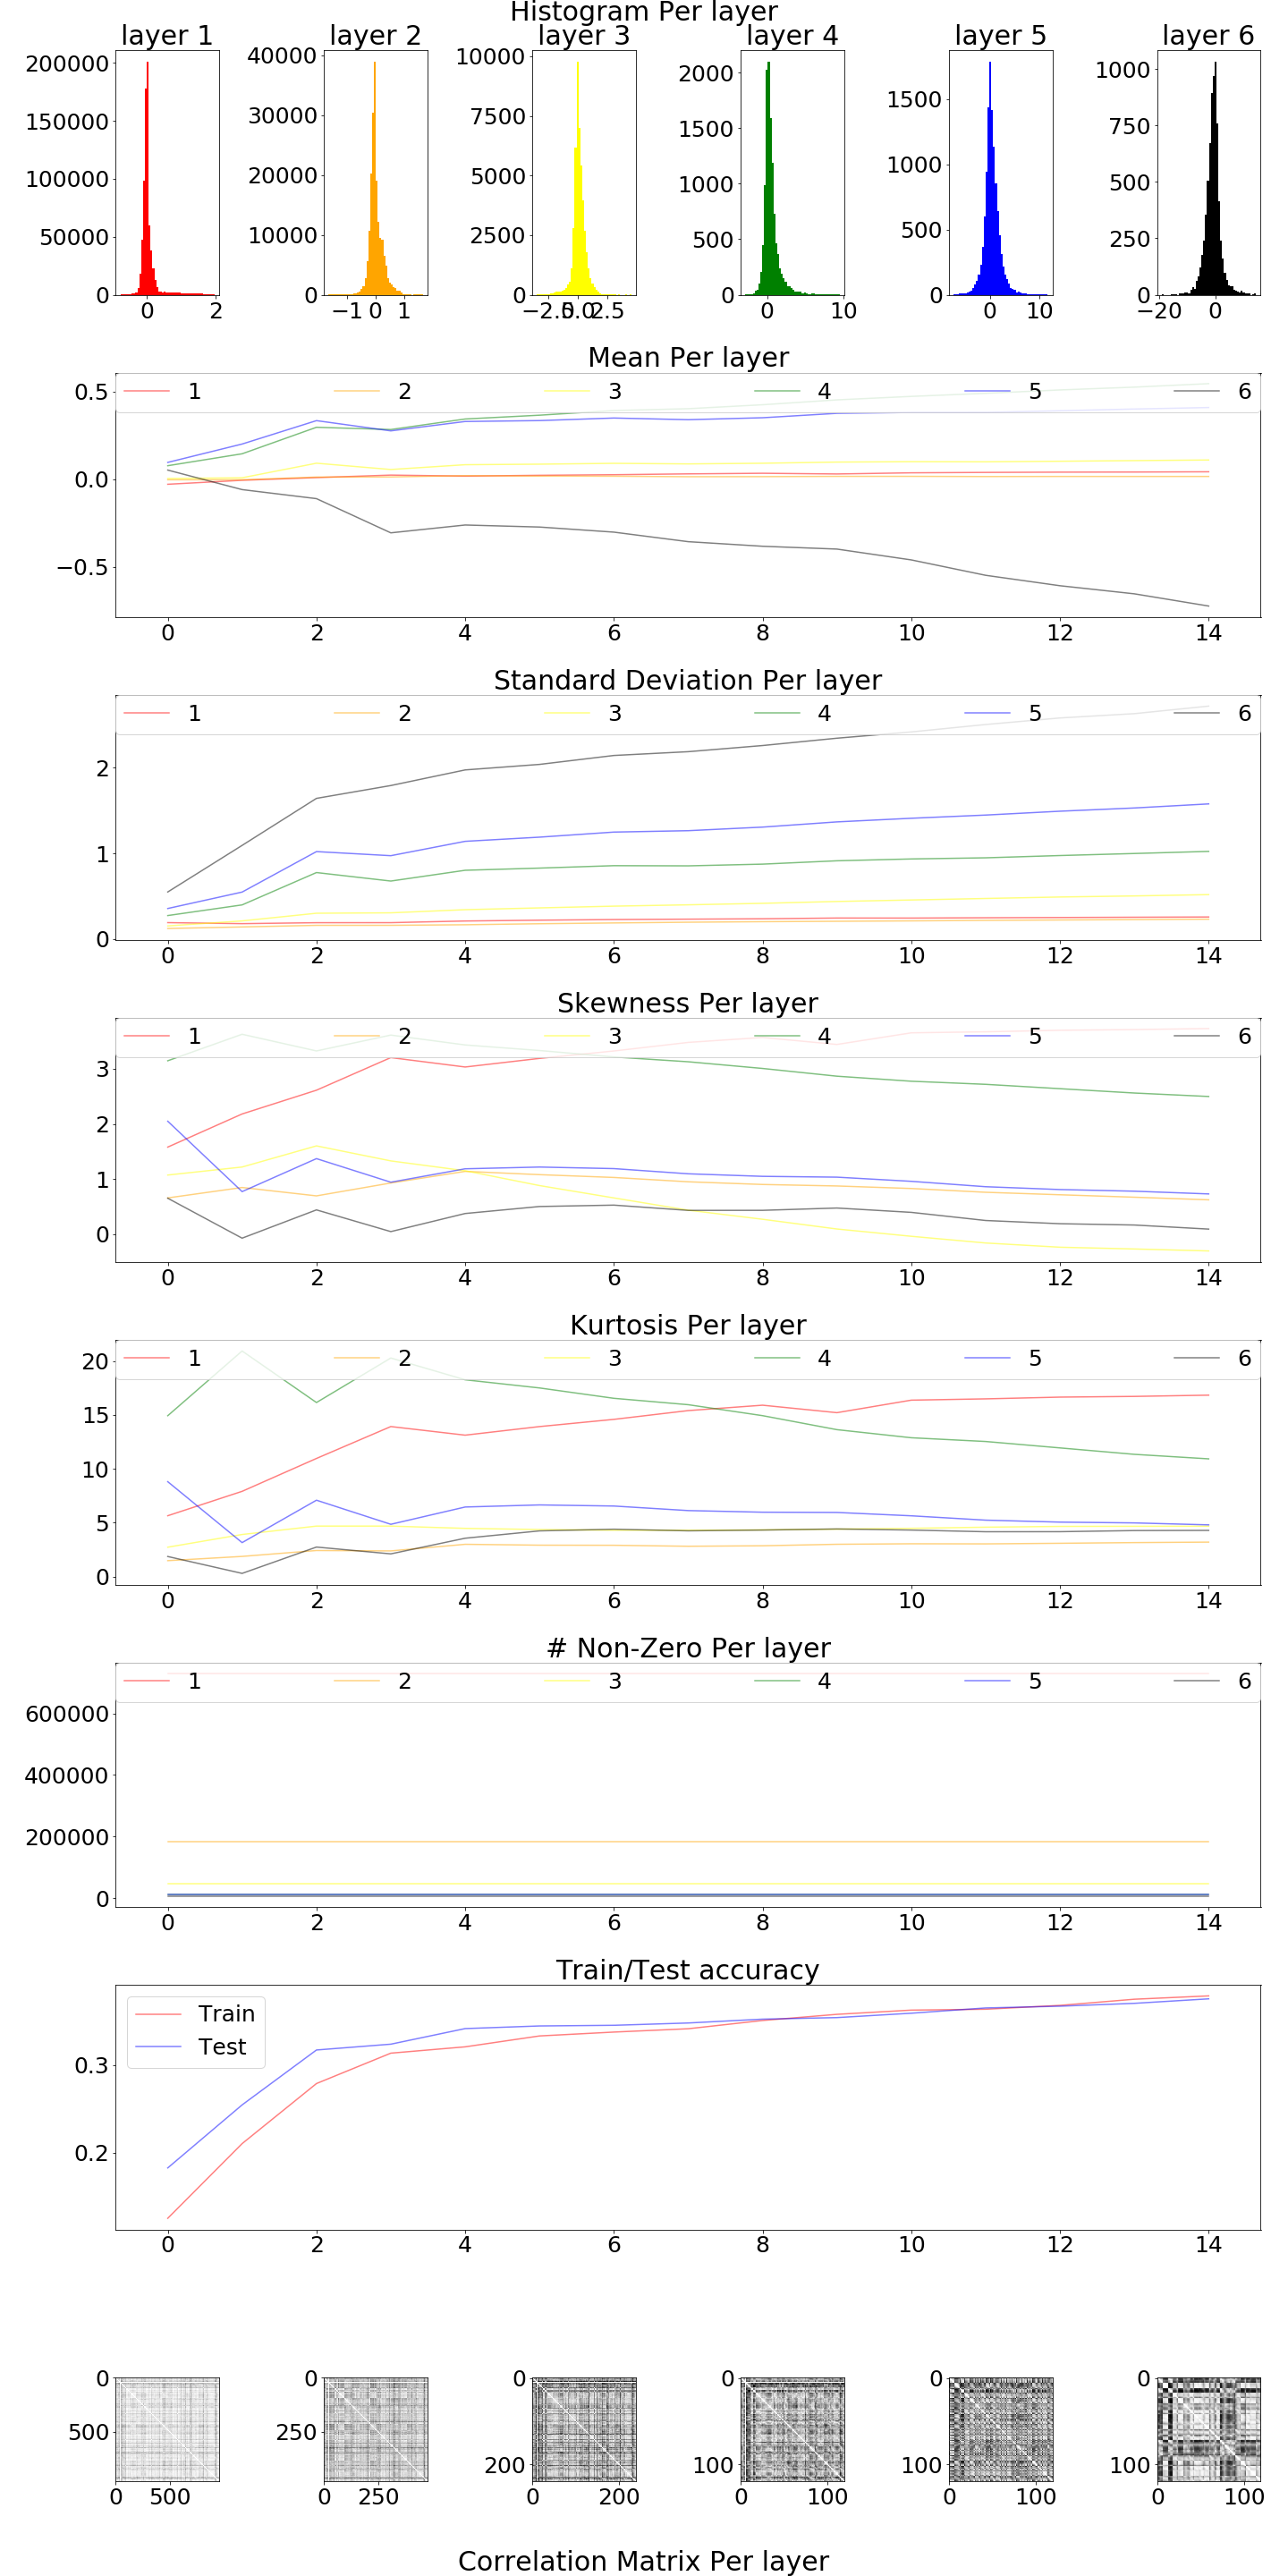 Histogram Per layer
layer 1 layer 2 layer 3 layer 4 layer 5 layer 6
200000 150000 100000 50000 0
0 2
40000 30000 20000 10000 0
−1 0 1
10000 7500 5000 2500 0
−2.5 0.0 2.5
2000 1500 1000 500 0
0 10
1500 1000 500 0
0 10
1000 750 500 250 0
−20 0
Mean Per layer
1 2 3 4 5 6
0.5
0.0
−0.5
0 2 4 6 8 10 12 14
Standard Deviation Per layer
1 2 3 4 5 6
2
1
0
0 2 4 6 8 10 12 14
Skewness Per layer
1 2 3 4 5 6
3
2
1
0
0 2 4 6 8 10 12 14
Kurtosis Per layer
1 2 3 4 5 6
20
15
10
5
0
0 2 4 6 8 10 12 14
# Non-Zero Per layer
1 2 3 4 5 6
600000
400000
200000
0
0 2 4 6 8 10 12 14
Train/Test accuracy
Train
Test
0.3
0.2
0 2 4 6 8 10 12 14
0 500
0 500
0 250
0 250
0 200
0 200
0 100
0 100
0 100
0 100
0 100
0 100
Correlation Matrix Per layer